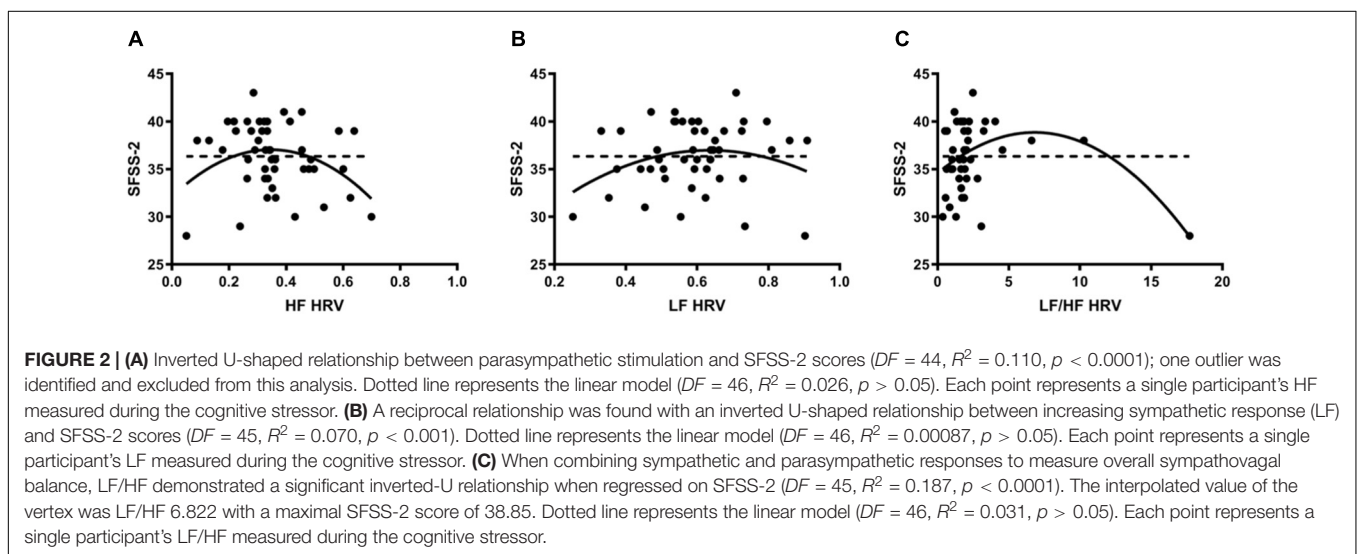 A
B
C
45
40
35
30
25
SFSS-2
0.0 0.2 0.4 0.6 0.8 1.0
HF HRV
45
40
35
30
25
SFSS-2
0.2 0.4 0.6 0.8 1.0
LF HRV
45
40
35
30
25
SFSS-2
0 5 10 15 20
LF/HF HRV
FIGURE 2 | (A) Inverted U-shaped relationship between parasympathetic stimulation and SFSS-2 scores (DF = 44, R² = 0.110, p < 0.0001); one outlier was
identified and excluded from this analysis. Dotted line represents the linear model (DF = 46, R² = 0.026, p > 0.05). Each point represents a single participant's HF
measured during the cognitive stressor. (B) A reciprocal relationship was found with an inverted U-shaped relationship between increasing sympathetic response (LF)
and SFSS-2 scores (DF = 45, R² = 0.070, p < 0.001). Dotted line represents the linear model (DF = 46, R² = 0.00087, p > 0.05). Each point represents a single
participant's LF measured during the cognitive stressor. (C) When combining sympathetic and parasympathetic responses to measure overall sympathovagal
balance, LF/HF demonstrated a significant inverted-U relationship when regressed on SFSS-2 (DF = 45, R² = 0.187, p < 0.0001). The interpolated value of the
vertex was LF/HF 6.822 with a maximal SFSS-2 score of 38.85. Dotted line represents the linear model (DF = 46, R² = 0.031, p > 0.05). Each point represents a
single participant's LF/HF measured during the cognitive stressor.